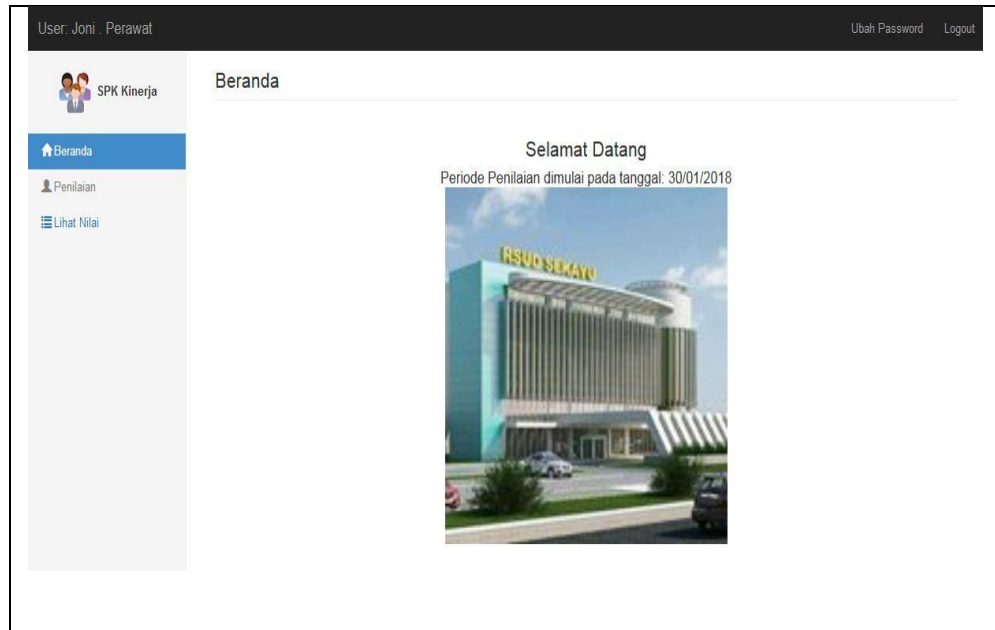 User: Joni . Perawat
Ubah Password Logout
SPK Kinerja
Beranda
Penilaian
Lihat Nilai
Beranda
Selamat Datang
Periode Penilaian dimulai pada tanggal: 30/01/2018
RSUD SEKAYU